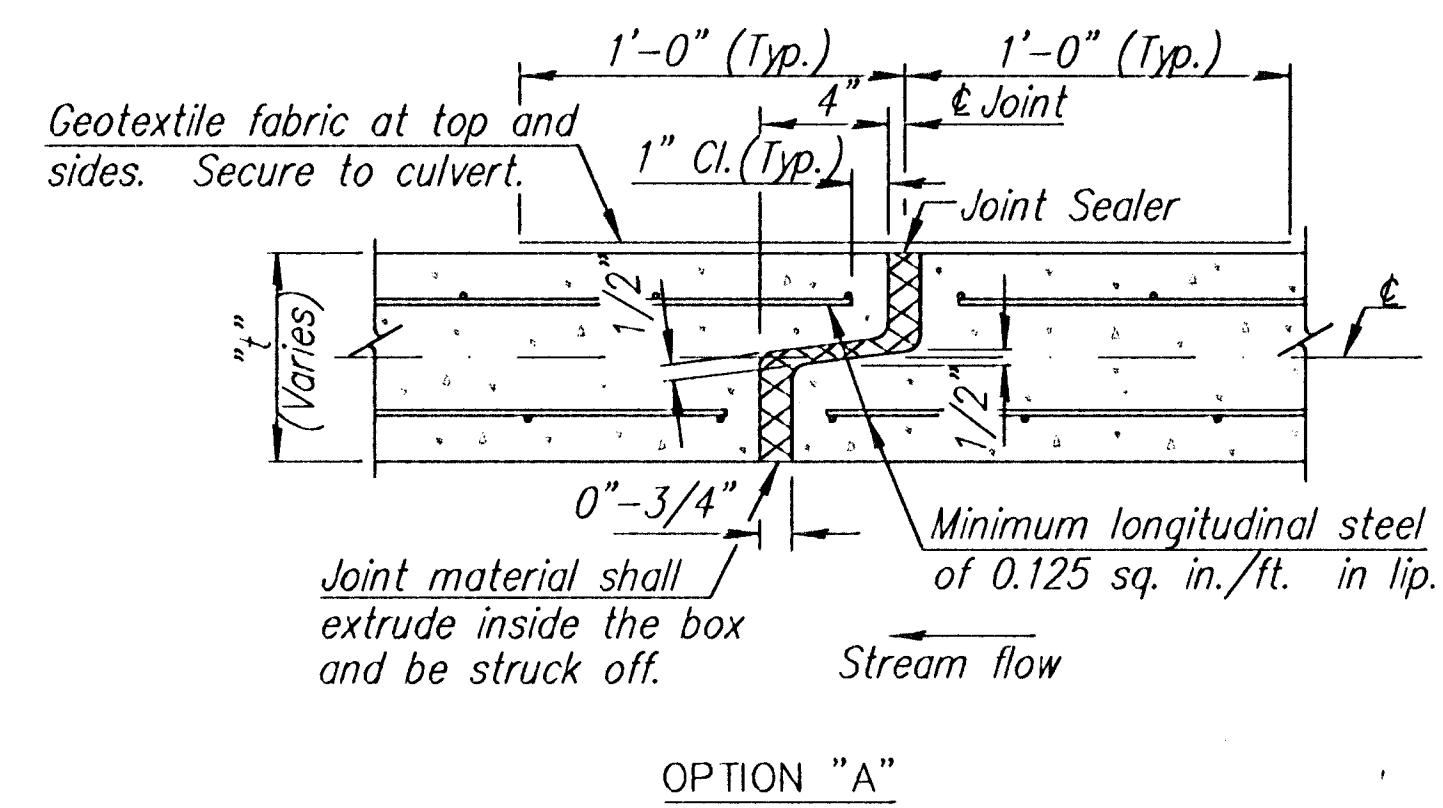 1'-0" (Typ.)
1'-0" (Typ.)
4"
℄ Joint
Geotextile fabric at top and
sides. Secure to culvert.
1" Cl. (Typ.)
Joint Sealer
1/2"
℄
"t"
(Varies)
1/2"
0"-3/4"
Minimum longitudinal steel
of 0.125 sq. in./ft. in lip.
Joint material shall
extrude inside the box
and be struck off.
Stream flow
OPTION "A"